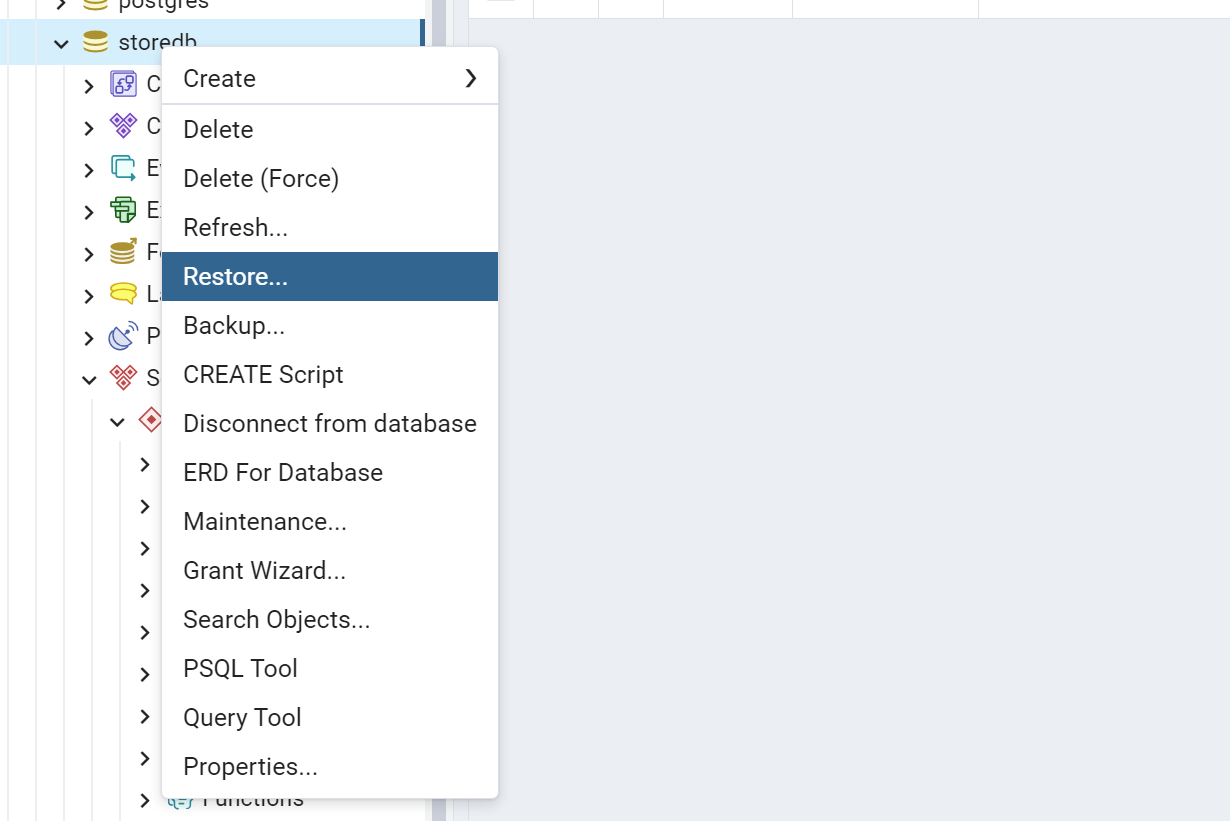 postgres
storedb
Create
Delete
Delete (Force)
Refresh...
Restore...
Backup...
CREATE Script
Disconnect from database
ERD For Database
Maintenance...
Grant Wizard...
Search Objects...
PSQL Tool
Query Tool
Properties...
Functions